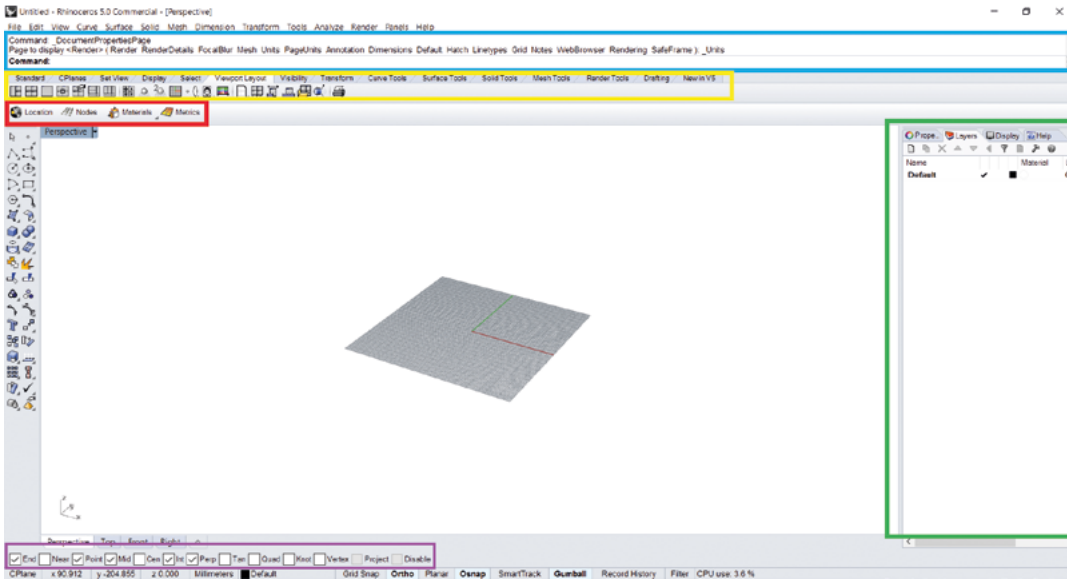 Untitled - Rhinoceros 5.0 Commercial - [Perspective]
File Edit View Curve Surface Solid Mesh Dimension Transform Tools Analyze Render Panels Help
Command: _DocumentPropertiesPage
Page to display <Render> ( Render RenderDetails FocalBlur Mesh Units PageUnits Annotation Dimensions Default Hatch Linetypes Grid Notes WebBrowser Rendering SafeFrame ): _Units
Command:
Standard CPlanes Set View Display Select Viewport Layout Visibility Transform Curve Tools Surface Tools Solid Tools Mesh Tools Render Tools Drafting New in V5
Location Nodes Materials Metrics
Perspective
Prope... Layers Display Help
Name Material
Default
z y x
Perspective Top Front Right
End Near Point Mid Cen Int Perp Tan Quad Knot Vertex Project Disable
CPlane x 90.912 y -204.855 z 0.000 Millimeters Default Grid Snap Ortho Planar Osnap SmartTrack Gumball Record History Filter CPU use: 3.6 %